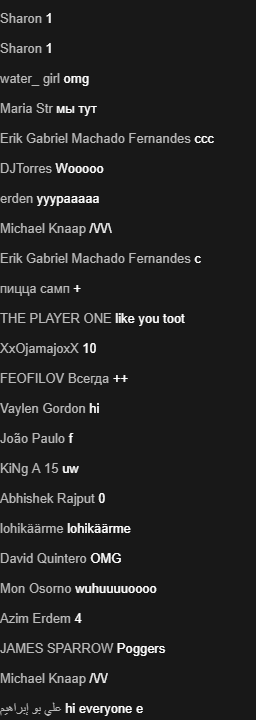 Sharon 1
Sharon 1
water_ girl omg
Maria Str мы тут
Erik Gabriel Machado Fernandes ccc
DJTorres Wooooo
erden yyypaaaaa
Michael Knaap /\/\/\
Erik Gabriel Machado Fernandes c
пицца самп +
THE PLAYER ONE like you toot
XxOjamajoxX 10
FEOFILOV Всегда ++
Vaylen Gordon hi
João Paulo f
KiNg A 15 uw
Abhishek Rajput 0
lohikäärme lohikäärme
David Quintero OMG
Mon Osorno wuhuuuuoooo
Azim Erdem 4
JAMES SPARROW Poggers
Michael Knaap /\/\/
علي بو إبراهيم hi everyone e